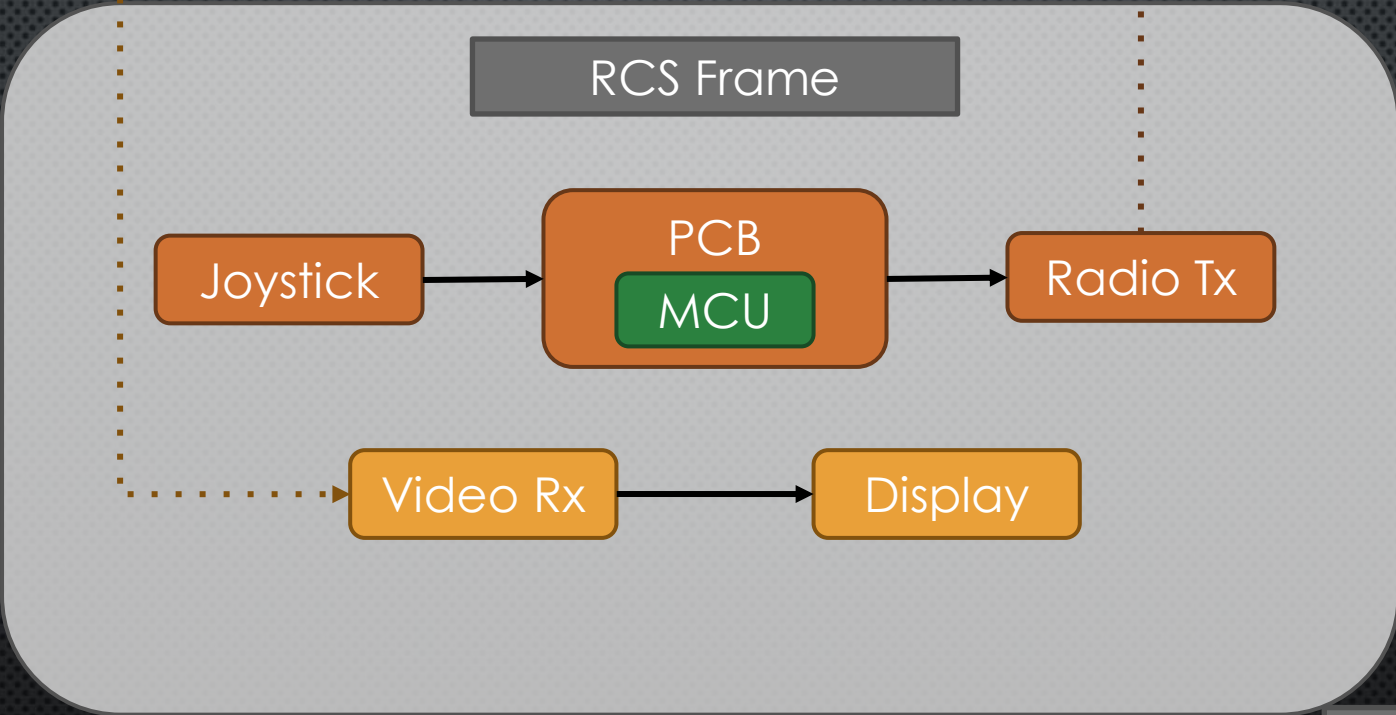 RCS Frame
Joystick
PCB
MCU
Radio Tx
Video Rx
Display